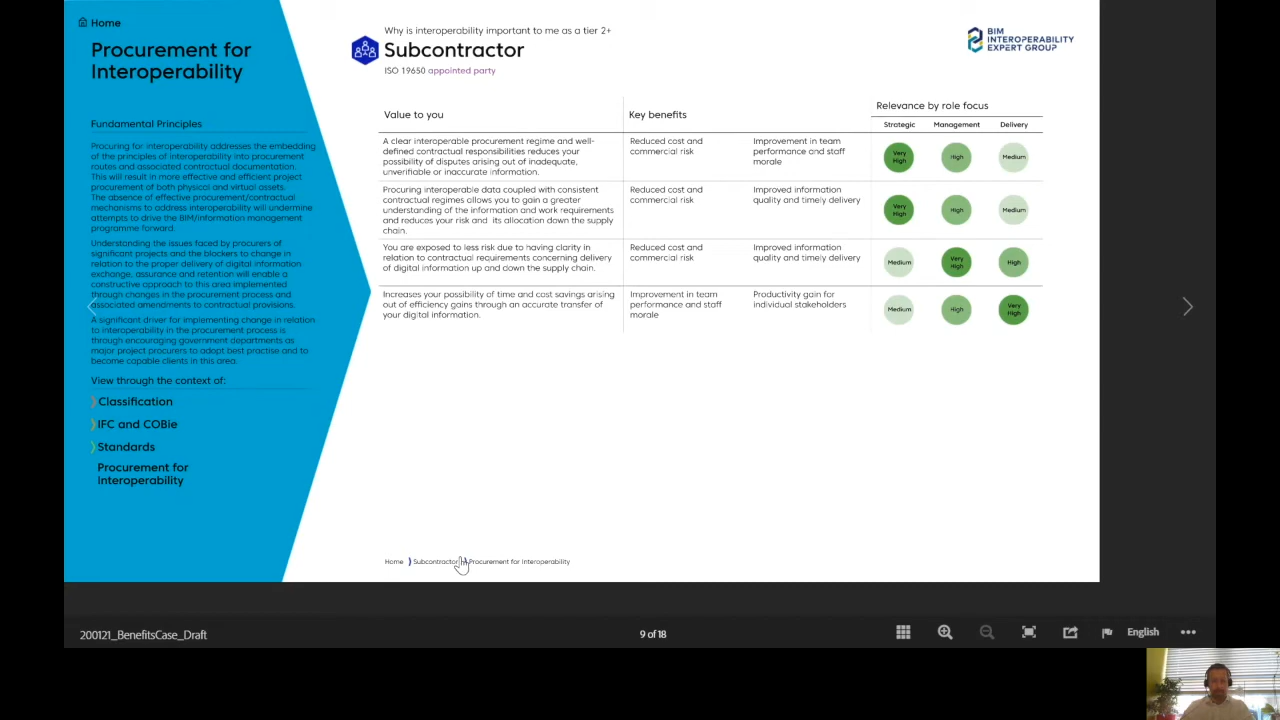 Home
Procurement for
Interoperability
Fundamental Principles
Procuring for interoperability addresses the embedding
of the principles of interoperability into procurement
routes and associated contractual documentation.
This will result in more effective and efficient project
procurement of both physical and virtual assets.
The absence of effective procurement/contractual
mechanisms to address interoperability will undermine
attempts to drive the BIM/information management
programme forward.
Understanding the issues faced by procurers of
significant projects and the blockers to change in
relation to the proper delivery of digital information
exchange, assurance and retention will enable a
constructive approach to this area implemented
through changes in the procurement process and
associated amendments to contractual provisions.
A significant driver for implementing change in relation
to interoperability in the procurement process is
through encouraging government departments as
major project procurers to adopt best practise and to
become capable clients in this area.
View through the context of:
Classification
IFC and COBie
Standards
Procurement for
Interoperability
Why is interoperability important to me as a tier 2+
Subcontractor
ISO 19650 appointed party
BIM
INTEROPERABILITY
EXPERT GROUP
Value to you
Key benefits
Relevance by role focus
Strategic Management Delivery
A clear interoperable procurement regime and well-
defined contractual responsibilities reduces your
possibility of disputes arising out of inadequate,
unverifiable or inaccurate information.
Reduced cost and
commercial risk
Improvement in team
performance and staff
morale
Very
High
High
Medium
Procuring interoperable data coupled with consistent
contractual regimes allows you to gain a greater
understanding of the information and work requirements
and reduces your risk and its allocation down the supply
chain.
Reduced cost and
commercial risk
Improved information
quality and timely delivery
Very
High
High
Medium
You are exposed to less risk due to having clarity in
relation to contractual requirements concerning delivery
of digital information up and down the supply chain.
Reduced cost and
commercial risk
Improved information
quality and timely delivery
Medium
Very
High
High
Increases your possibility of time and cost savings arising
out of efficiency gains through an accurate transfer of
your digital information.
Improvement in team
performance and staff
morale
Productivity gain for
individual stakeholders
Medium
High
Very
High
Home Subcontractor Procurement for Interoperability
200121_BenefitsCase_Draft
9 of 18
English